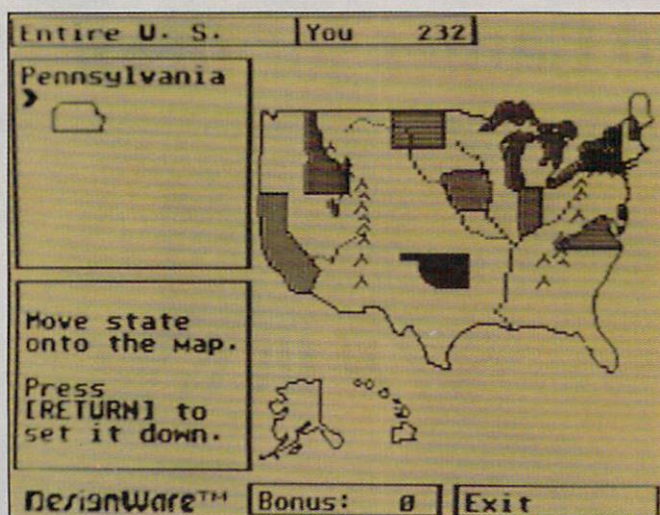 Entire U. S.
You 232
Pennsylvania
Move state
onto the map.
Press
[RETURN] to
set it down.
DesignWare™
Bonus: 0
Exit